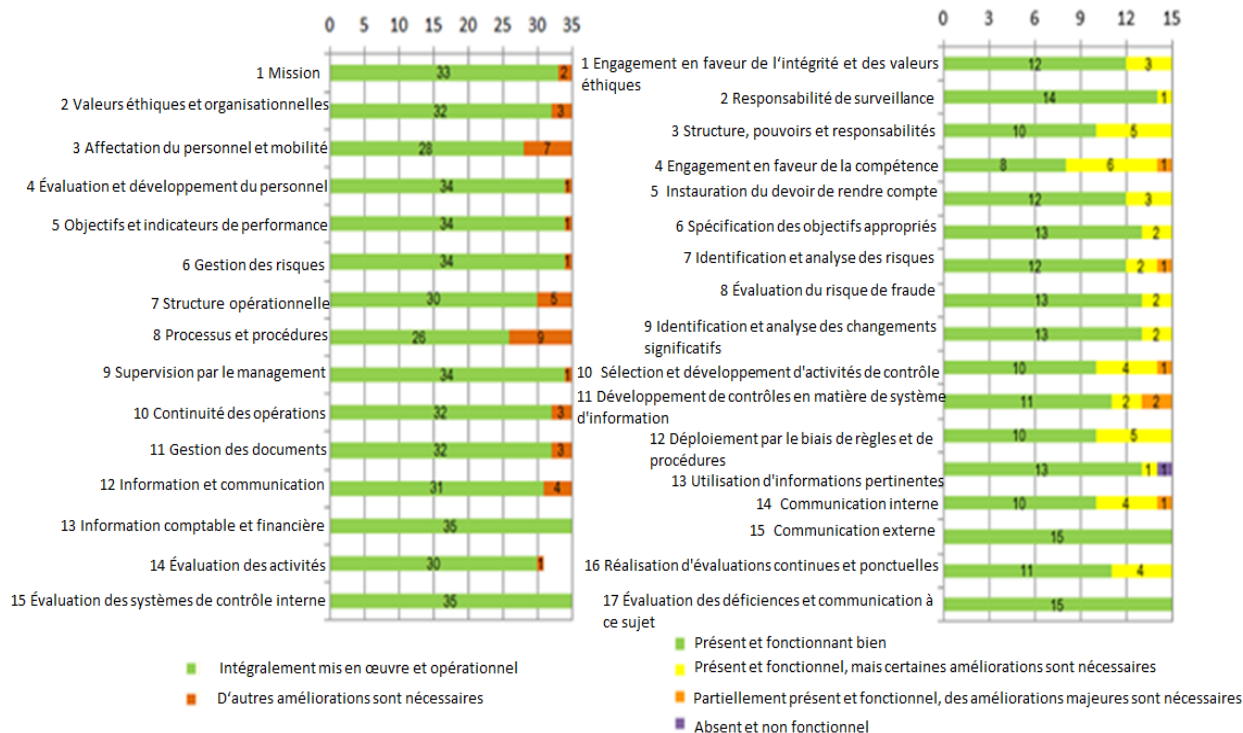 0 5 10 15 20 25 30 35
1 Mission 33 2
2 Valeurs éthiques et organisationnelles 32 3
3 Affectation du personnel et mobilité 28 7
4 Évaluation et développement du personnel 34 1
5 Objectifs et indicateurs de performance 34 1
6 Gestion des risques 34 1
7 Structure opérationnelle 30 5
8 Processus et procédures 26 9
9 Supervision par le management 34 1
10 Continuité des opérations 32 3
11 Gestion des documents 32 3
12 Information et communication 31 4
13 Information comptable et financière 35
14 Évaluation des activités 30 1
15 Évaluation des systèmes de contrôle interne 35
Intégralement mis en œuvre et opérationnel
D'autres améliorations sont nécessaires
0 3 6 9 12 15
1 Engagement en faveur de l'intégrité et des valeurs
éthiques 12 3
2 Responsabilité de surveillance 14 1
3 Structure, pouvoirs et responsabilités 10 5
4 Engagement en faveur de la compétence 8 6 1
5 Instauration du devoir de rendre compte 12 3
6 Spécification des objectifs appropriés 13 2
7 Identification et analyse des risques 12 2 1
8 Évaluation du risque de fraude 13 2
9 Identification et analyse des changements
significatifs 13 2
10 Sélection et développement d'activités de contrôle 10 4 1
11 Développement de contrôles en matière de système
d'information 11 2 2
12 Déploiement par le biais de règles et de
procédures 10 5
13 Utilisation d'informations pertinentes 13 1 1
14 Communication interne 10 4 1
15 Communication externe 15
16 Réalisation d'évaluations continues et ponctuelles 11 4
17 Évaluation des déficiences et communication à
ce sujet 15
Présent et fonctionnant bien
Présent et fonctionnel, mais certaines améliorations sont nécessaires
Partiellement présent et fonctionnel, des améliorations majeures sont nécessaires
Absent et non fonctionnel